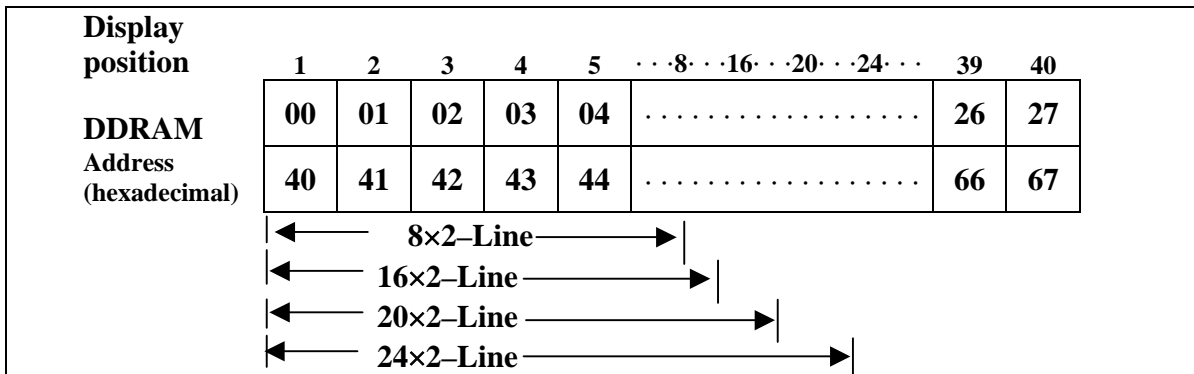 Display
position 1 2 3 4 5 · · ·8· · ·16· · ·20· · ·24· · · 39 40
DDRAM 00 01 02 03 04 · · · · · · · · · · · · · · · · · · 26 27
Address
(hexadecimal) 40 41 42 43 44 · · · · · · · · · · · · · · · · · · 66 67
8×2–Line
16×2–Line
20×2–Line
24×2–Line